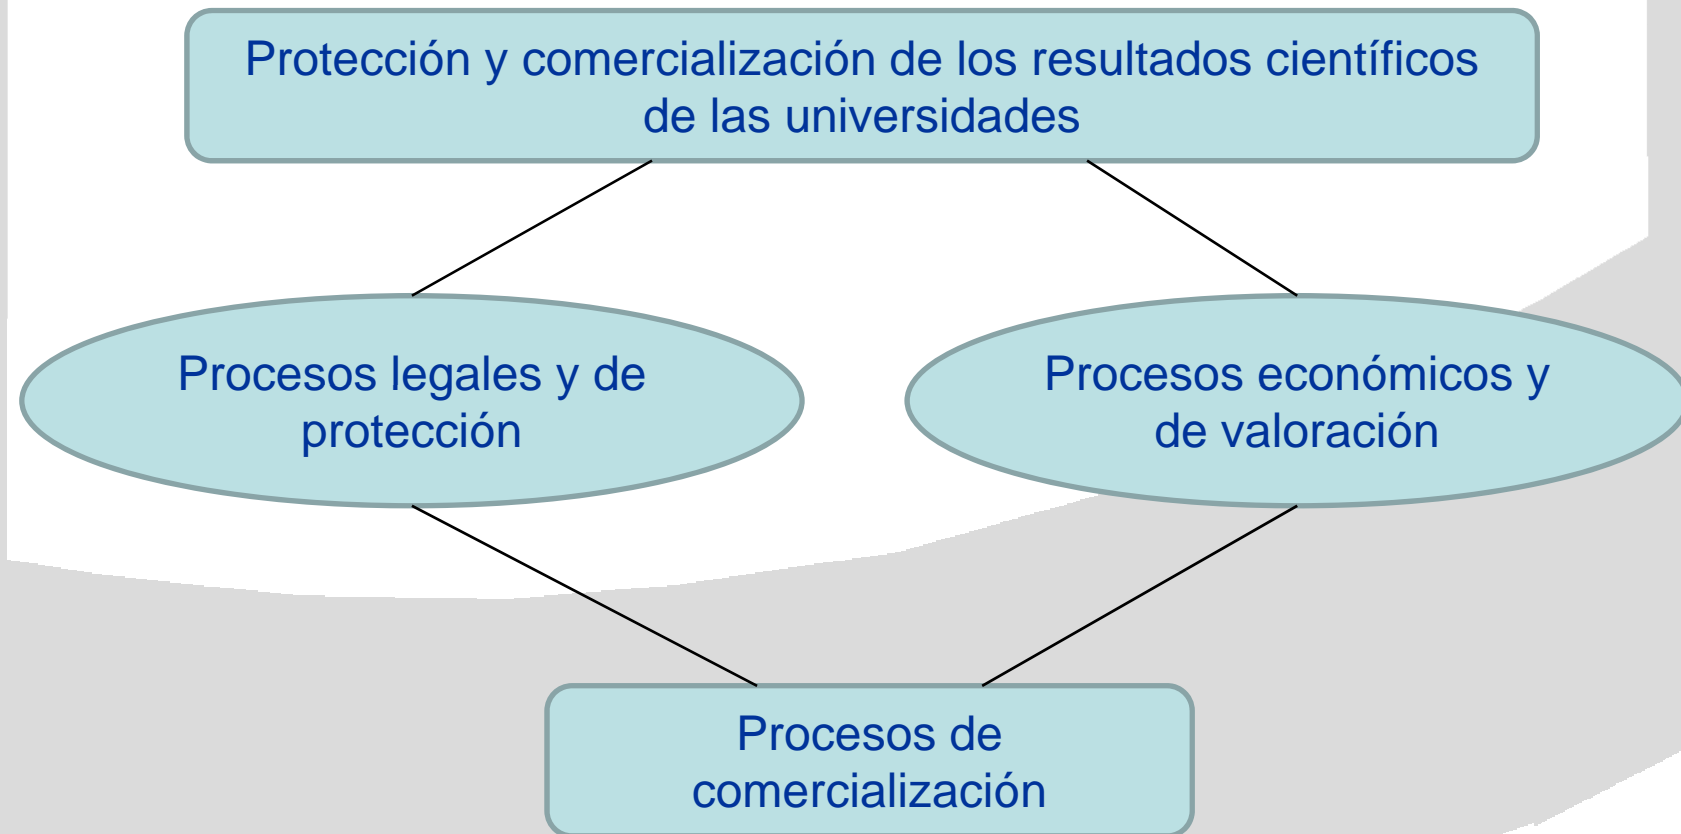 Protección y comercialización de los resultados científicos
de las universidades
Procesos legales y de
protección
Procesos económicos y
de valoración
Procesos de
comercialización